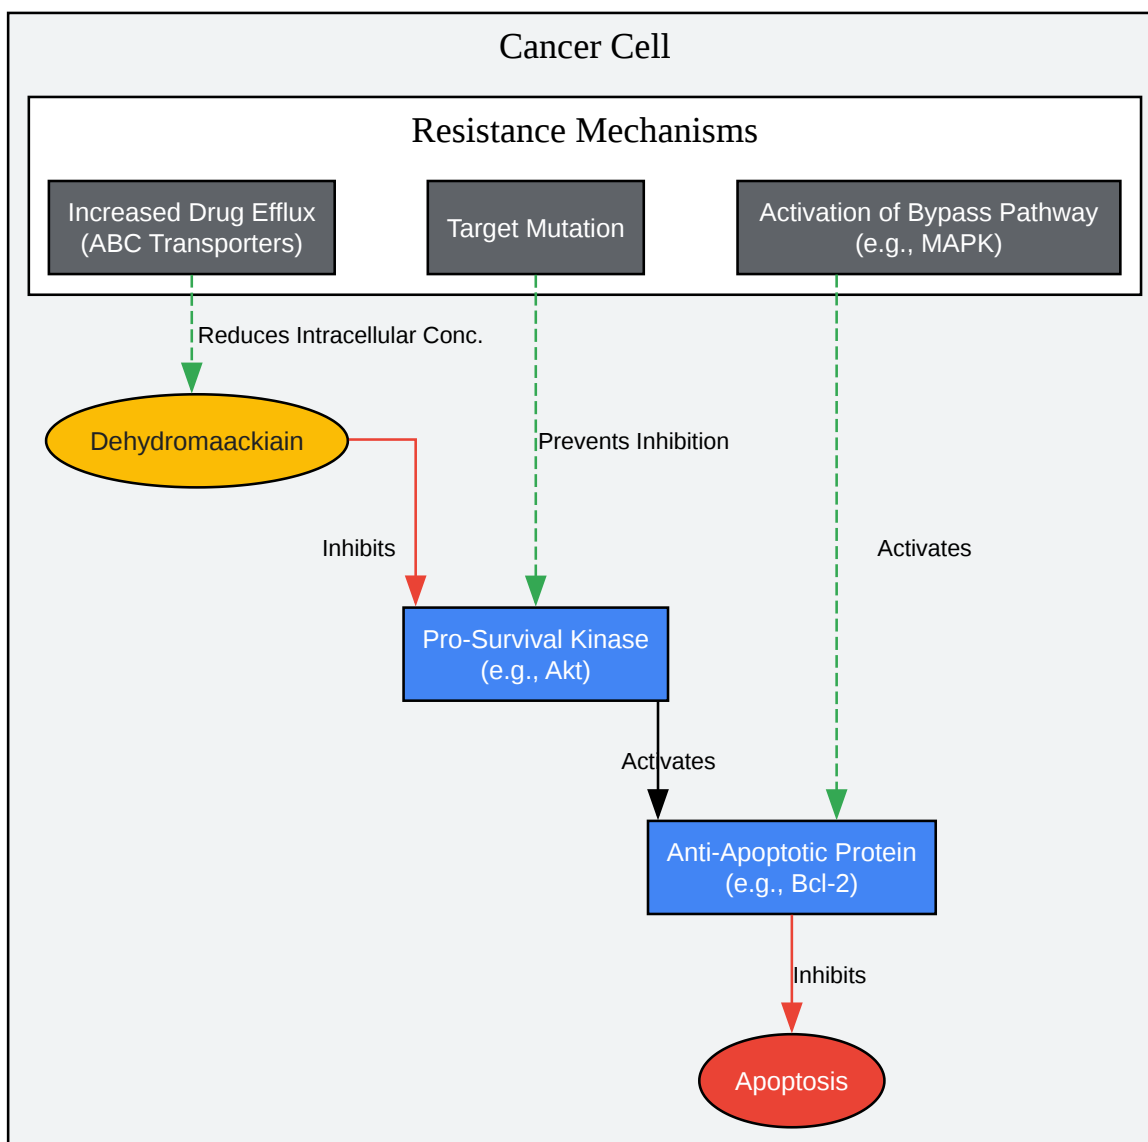 Cancer Cell
Resistance Mechanisms
Increased Drug Efflux
(ABC Transporters)
Target Mutation
Activation of Bypass Pathway
(e.g., MAPK)
Reduces Intracellular Conc.
Dehydromaackiain
Prevents Inhibition
Inhibits
Activates
Pro-Survival Kinase
(e.g., Akt)
Activates
Anti-Apoptotic Protein
(e.g., Bcl-2)
Inhibits
Apoptosis